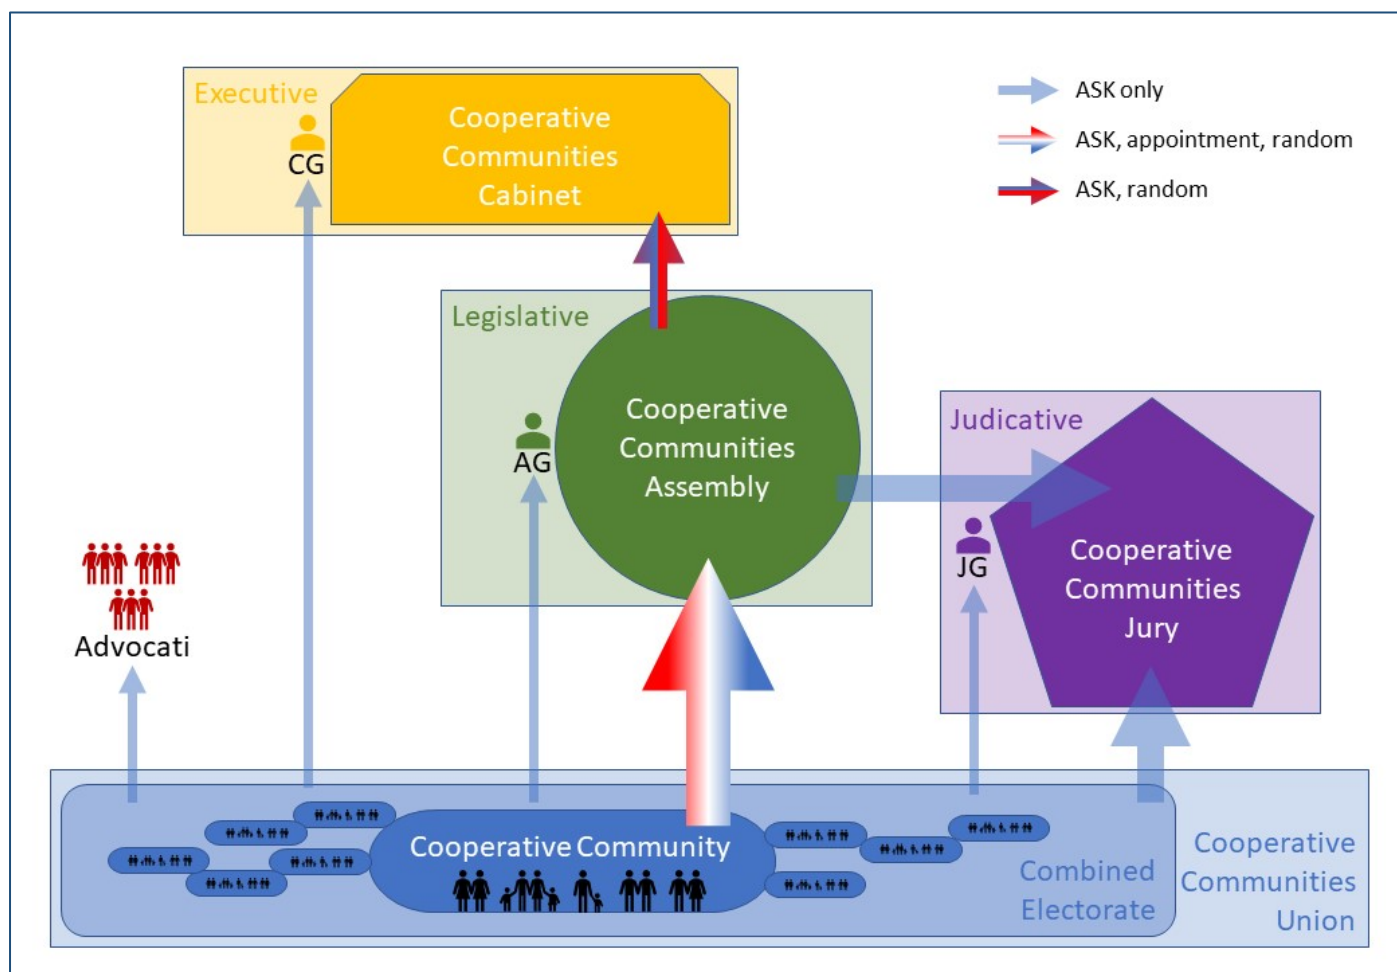 Executive
CG
Cooperative
Communities
Cabinet
ASK only
ASK, appointment, random
ASK, random
Legislative
AG
Cooperative
Communities
Assembly
Judicative
JG
Cooperative
Communities
Jury
Advocati
Cooperative Community
Combined
Electorate
Cooperative
Communities
Union